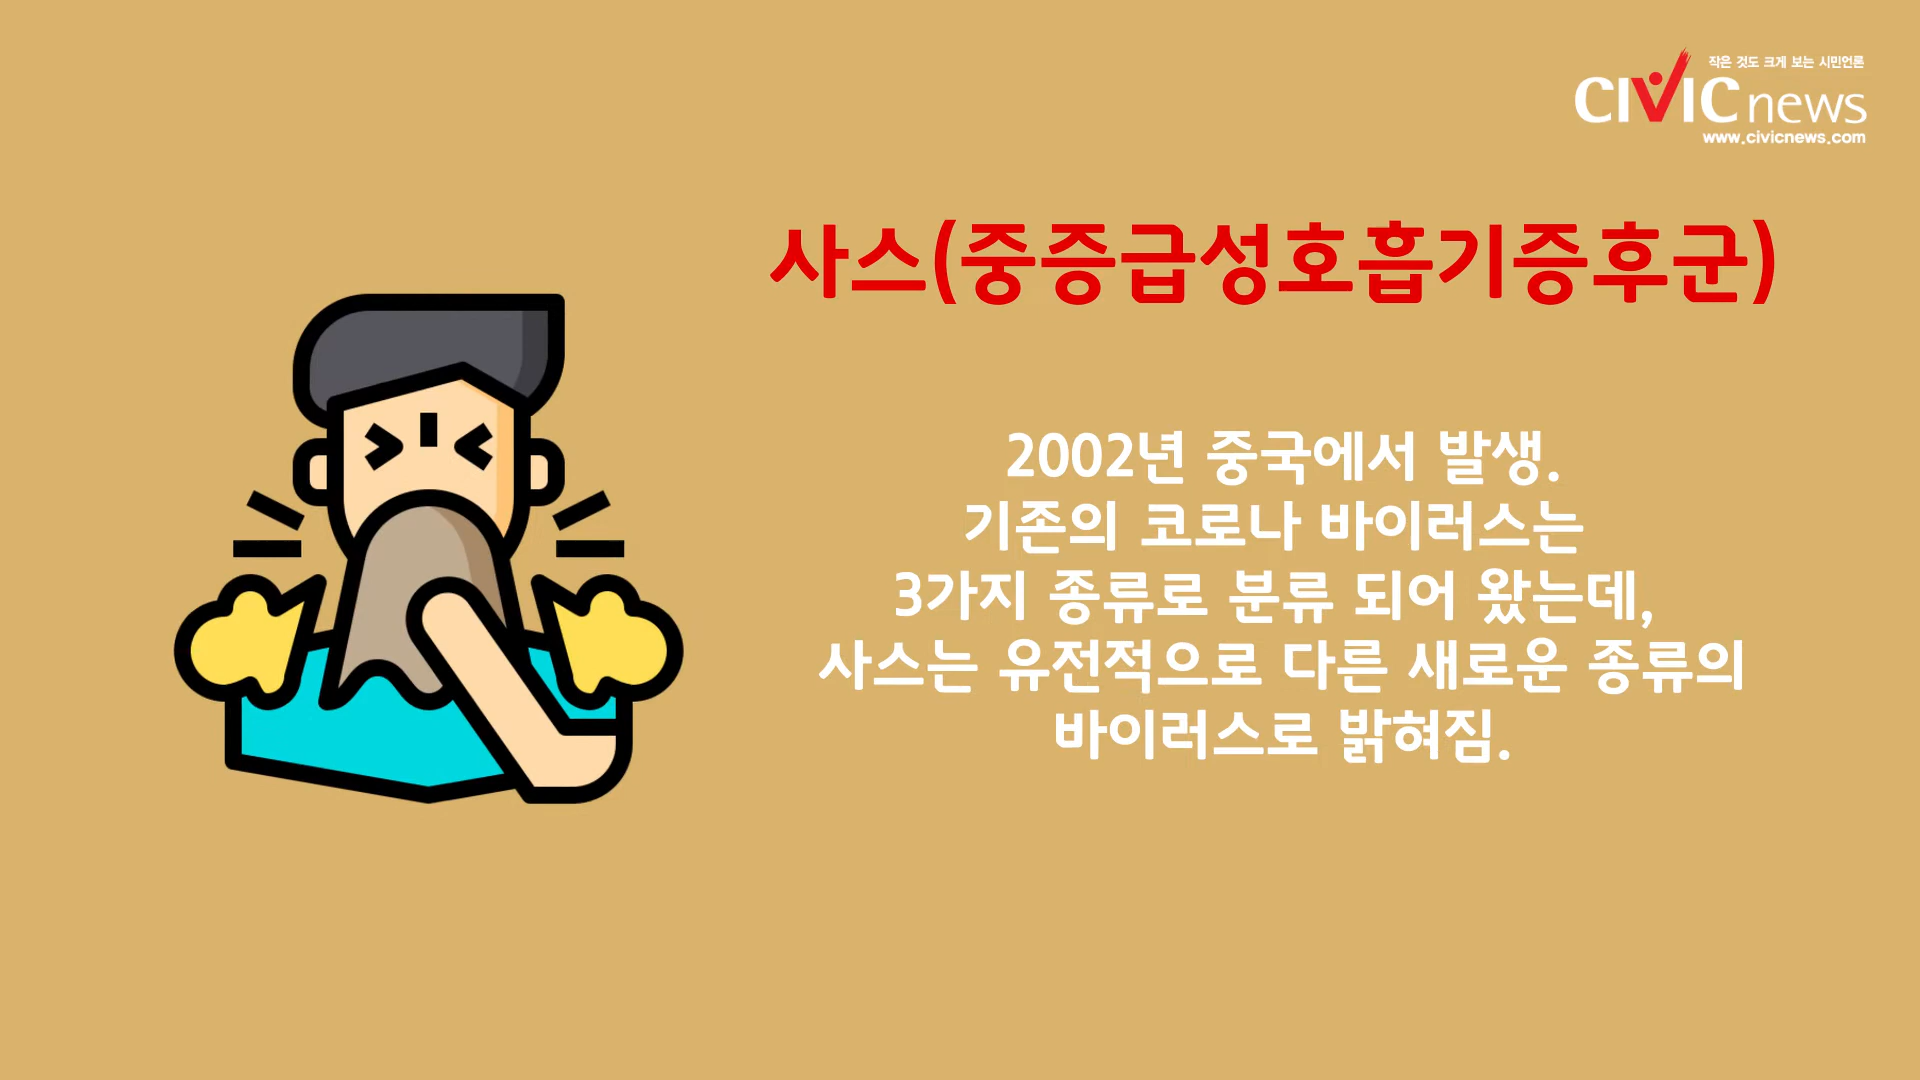 작은 것도 크게 보는 시민언론
CIVIC news
www.civicnews.com
사스(중증급성호흡기증후군)
2002년 중국에서 발생.
기존의 코로나 바이러스는
3가지 종류로 분류 되어 왔는데,
사스는 유전적으로 다른 새로운 종류의
바이러스로 밝혀짐.